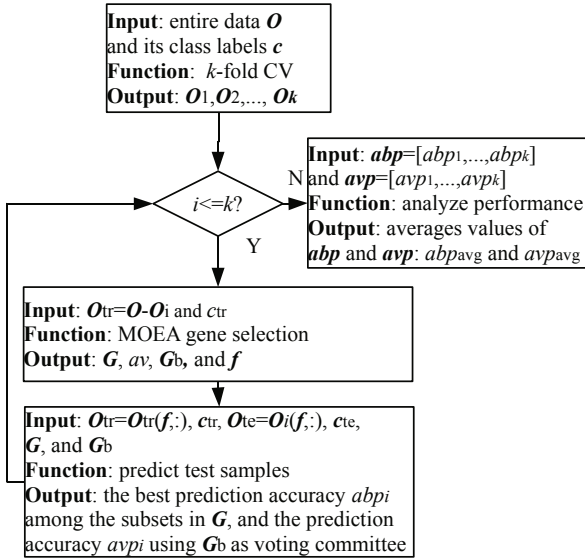 Input: entire data O
and its class labels c
Function: k-fold CV
Output: O1,O2,..., Ok
i<=k?
N
Y
Input: abp=[abp1,...,abpk]
and avp=[avp1,...,avpk]
Function: analyze performance
Output: averages values of
abp and avp: abpavg and avpavg
Input: Otr=O-Oi and ctr
Function: MOEA gene selection
Output: G, av, Gb, and f
Input: Otr=Otr(f,:), ctr, Ote=Oi(f,:), cte,
G, and Gb
Function: predict test samples
Output: the best prediction accuracy abpi
among the subsets in G, and the prediction
accuracy avpi using Gb as voting committee